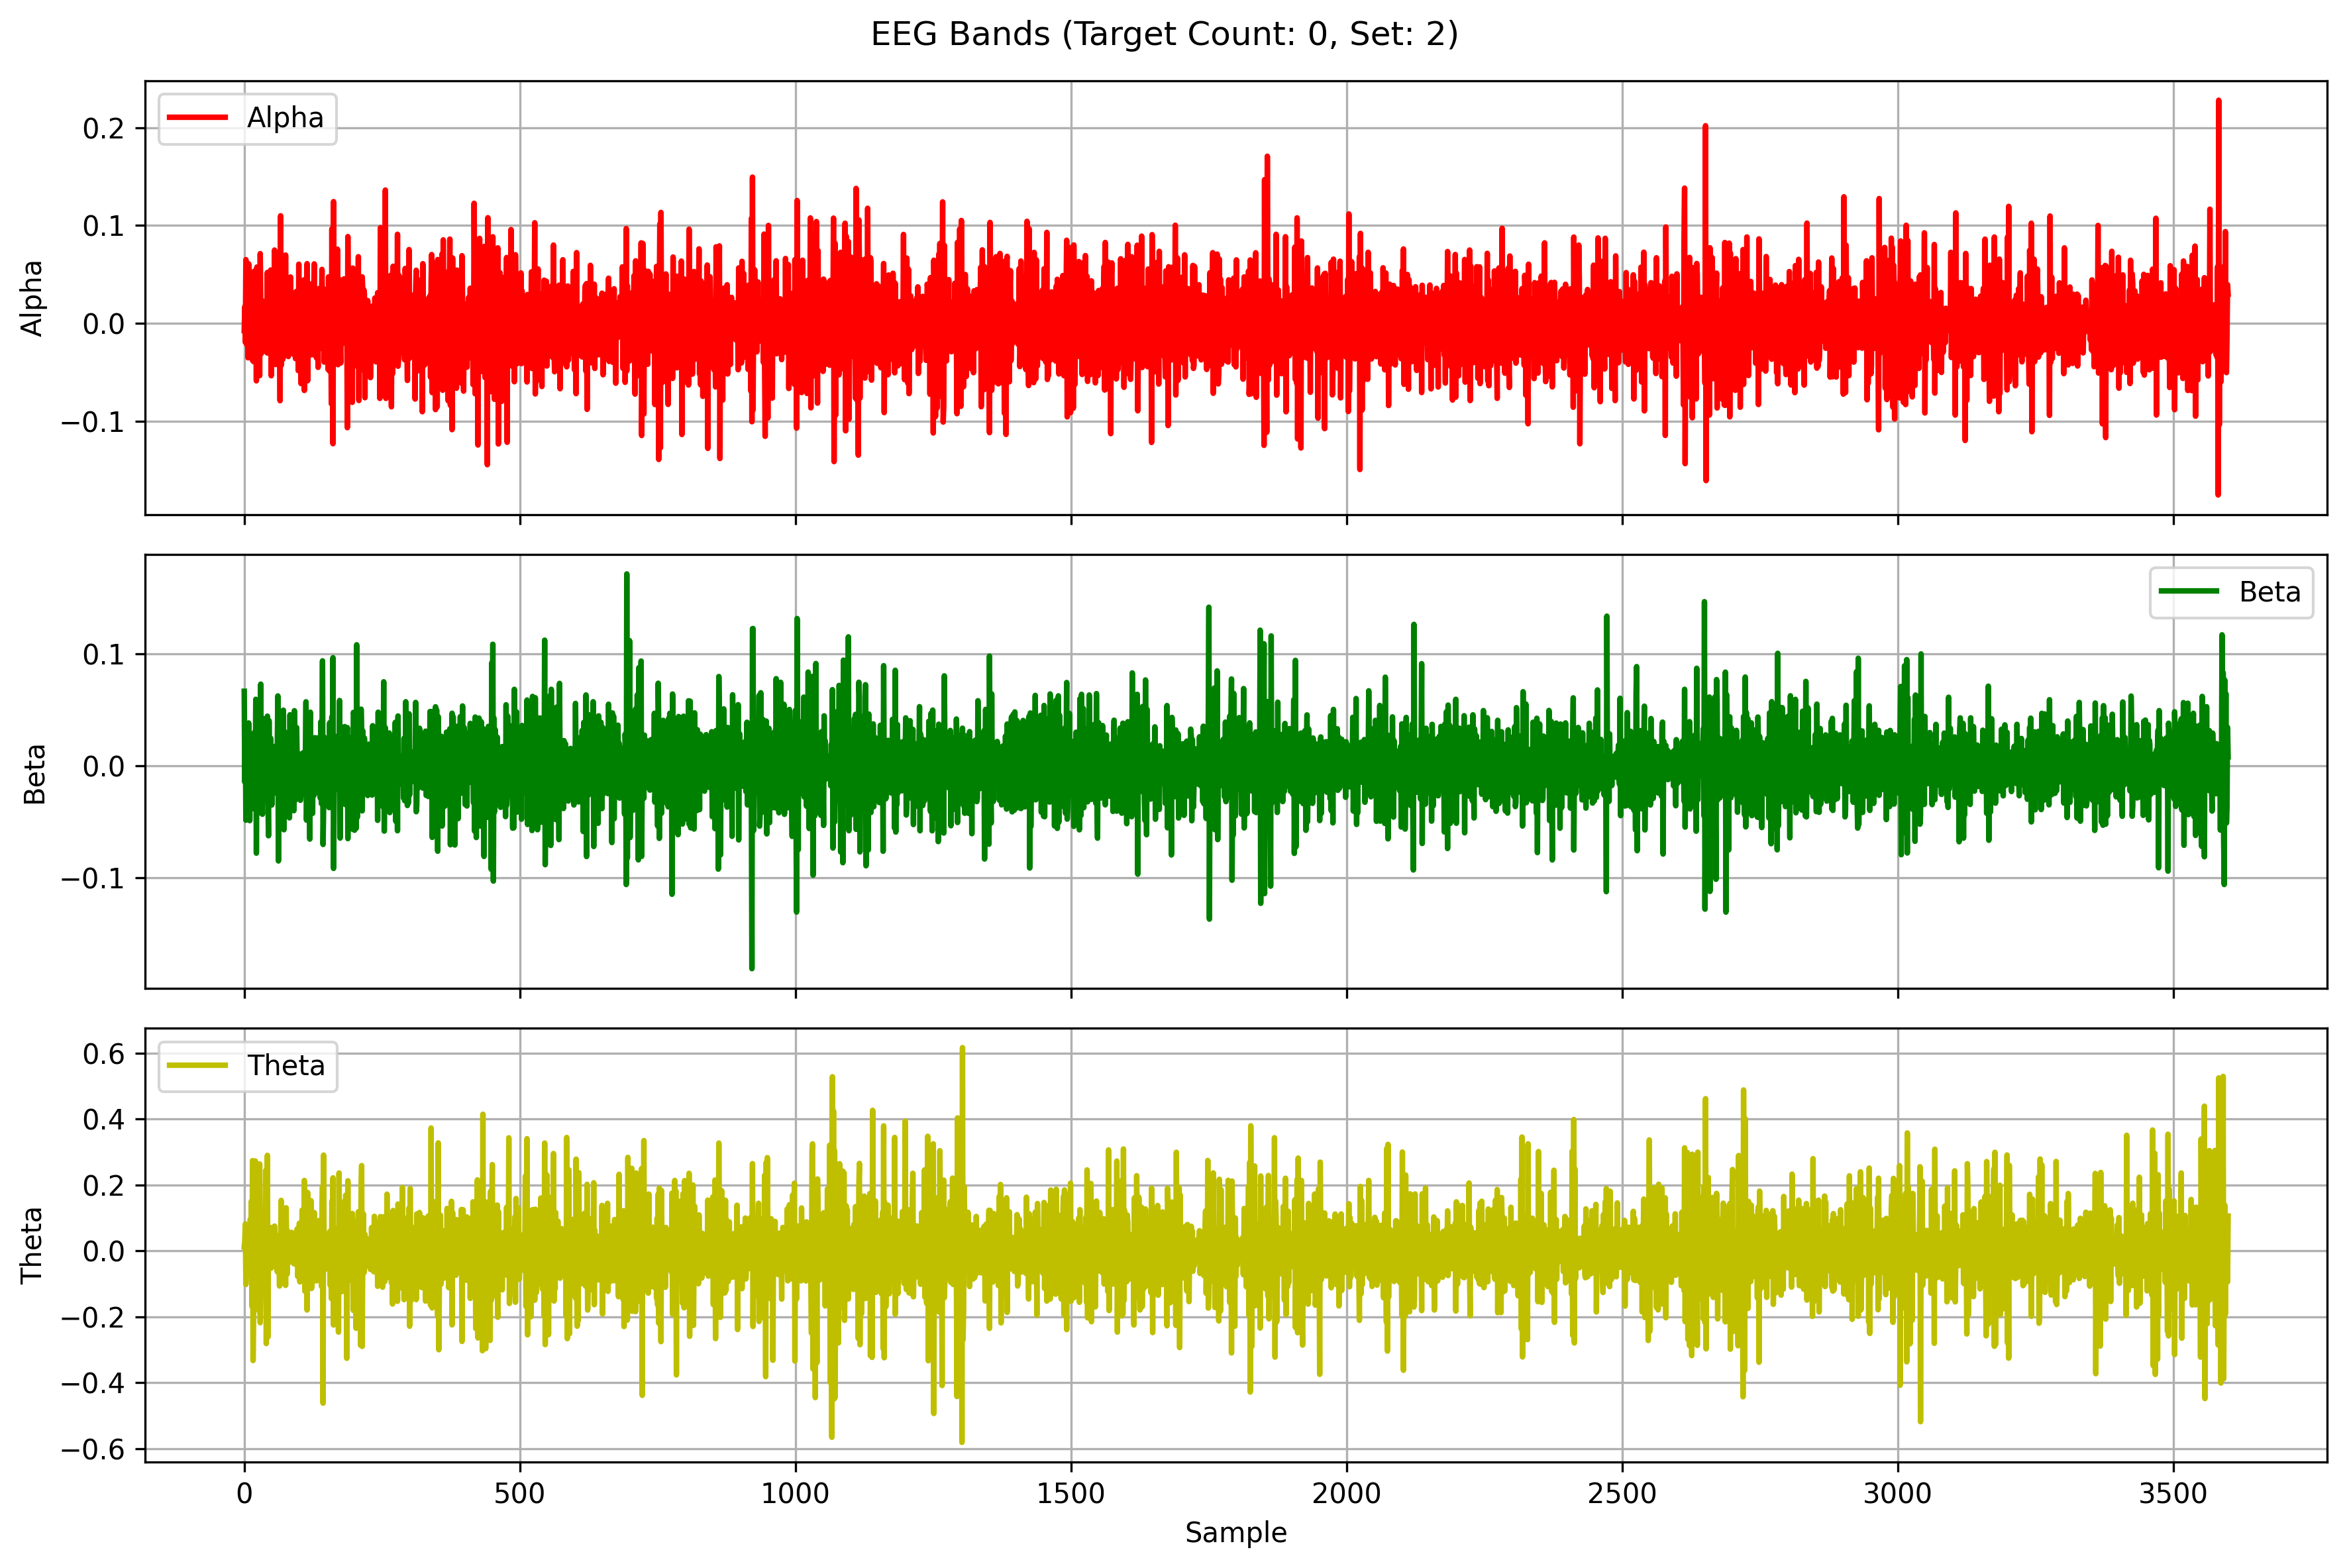 EEG Bands (Target Count: 0, Set: 2)
Alpha
0.2
0.1
0.0
−0.1
Alpha
Beta
0.1
0.0
−0.1
Beta
Theta
0.6
0.4
0.2
0.0
−0.2
−0.4
−0.6
Theta
0 500 1000 1500 2000 2500 3000 3500
Sample